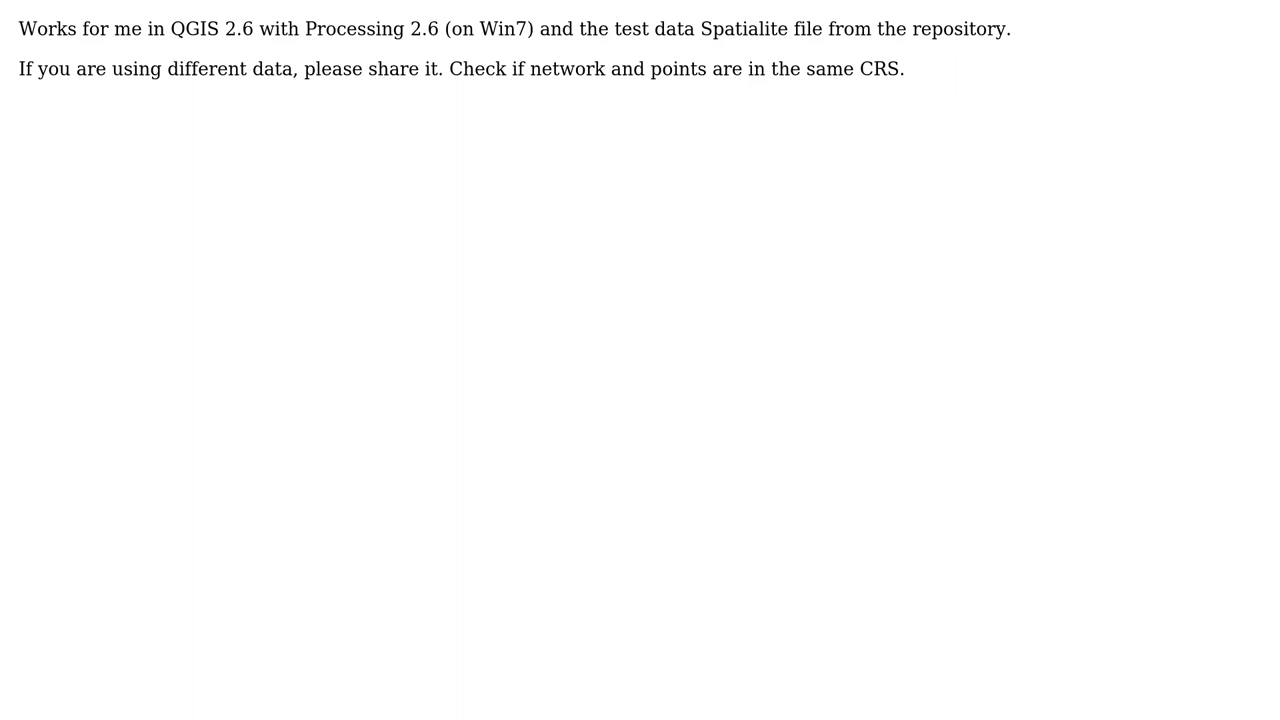 Works for me in QGIS 2.6 with Processing 2.6 (on Win7) and the test data Spatialite file from the repository.
If you are using different data, please share it. Check if network and points are in the same CRS.